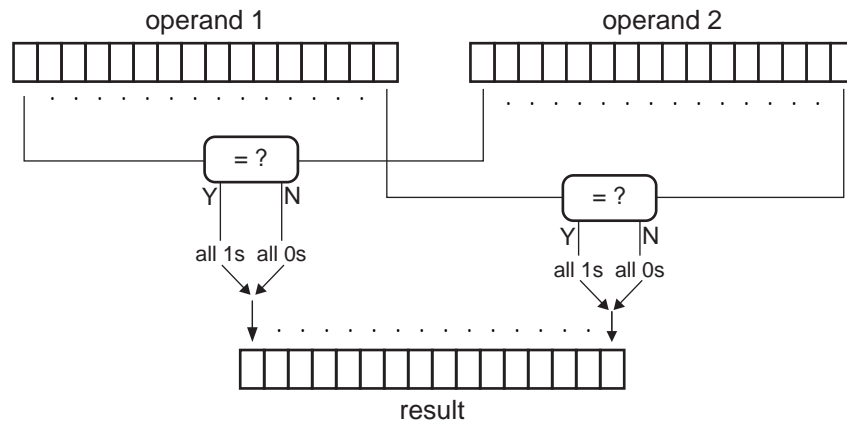 operand 1 operand 2
= ?
Y N
= ?
Y N
all 1s all 0s
all 1s all 0s
result